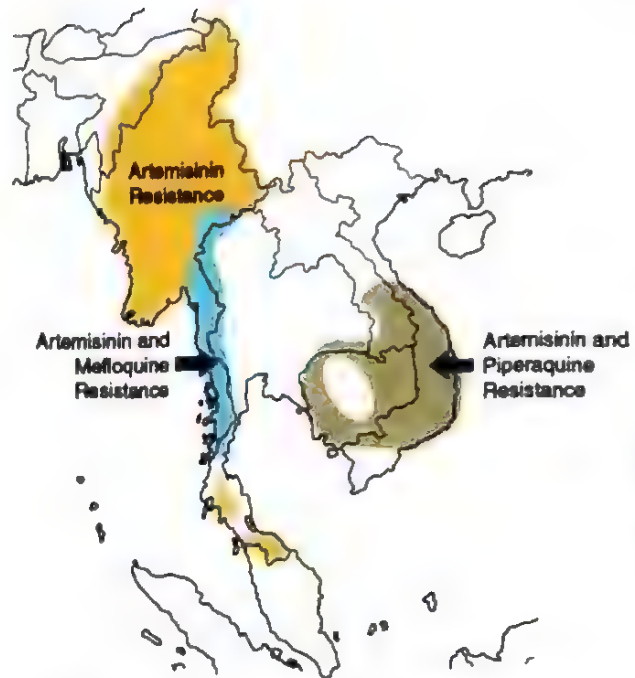 Artemisinin
Resistance
Artemisinin and
Mefloquine
Resistance
Artemisinin and
Piperaquine
Resistance